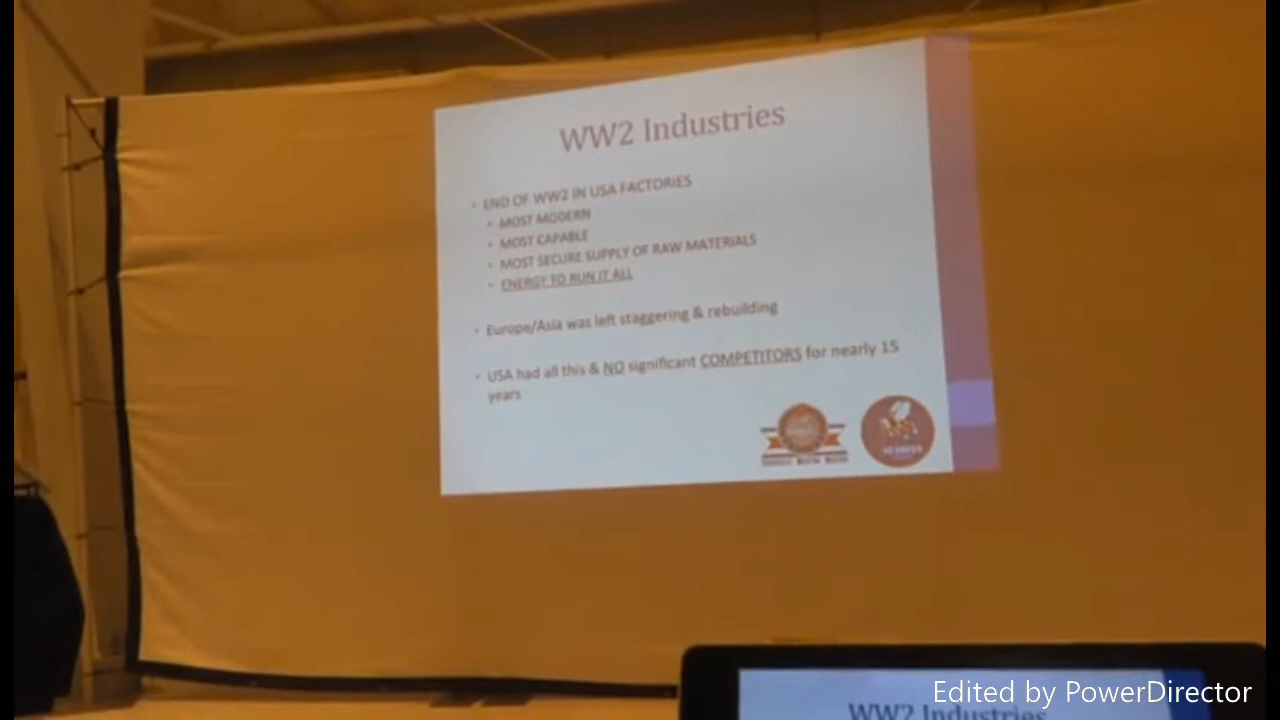 WW2 Industries
END OF WW2 IN USA FACTORIES
MOST MODERN
MOST CAPABLE
MOST SECURE SUPPLY OF RAW MATERIALS
ENERGY TO RUN IT ALL
Europe/Asia was left staggering & rebuilding
USA had all this & NO significant COMPETITORS for nearly 15
years
WW2 Industries
Edited by PowerDirector